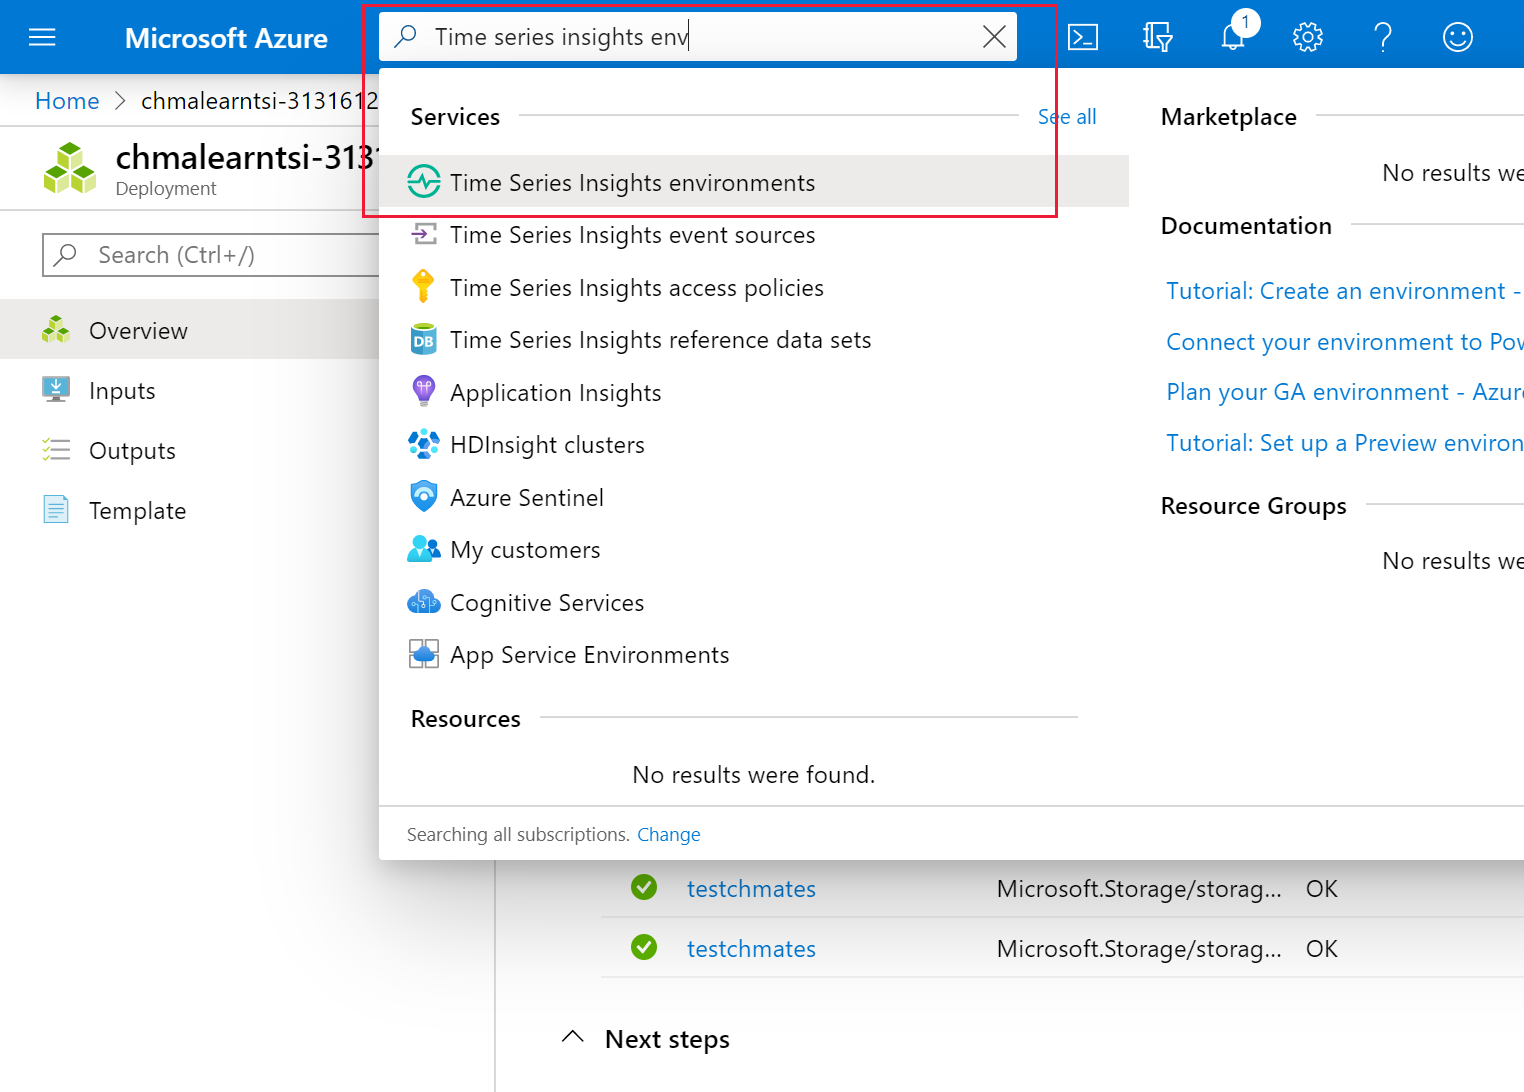 Microsoft Azure
Time series insights env
1
Home
chmalearntsi-3131612
chmalearntsi-313
Deployment
Search (Ctrl+/)
Overview
Inputs
Outputs
Template
Services
See all
Time Series Insights environments
Time Series Insights event sources
Time Series Insights access policies
DB
Time Series Insights reference data sets
Application Insights
HDInsight clusters
Azure Sentinel
My customers
Cognitive Services
App Service Environments
Resources
No results were found.
Searching all subscriptions. Change
Marketplace
No results we
Documentation
Tutorial: Create an environment -
Connect your environment to Pow
Plan your GA environment - Azur
Tutorial: Set up a Preview environ
Resource Groups
No results we
testchmates Microsoft.Storage/storag... OK
testchmates Microsoft.Storage/storag... OK
Next steps